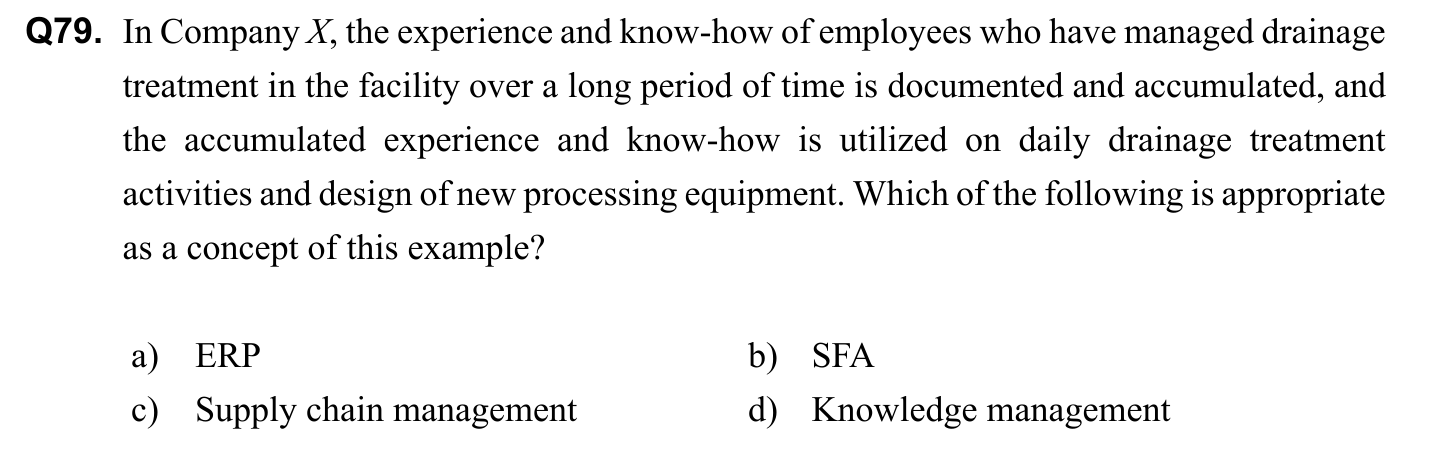 Q79. In Company X, the experience and know-how of employees who have managed drainage
treatment in the facility over a long period of time is documented and accumulated, and
the accumulated experience and know-how is utilized on daily drainage treatment
activities and design of new processing equipment. Which of the following is appropriate
as a concept of this example?
a) ERP b) SFA
c) Supply chain management d) Knowledge management